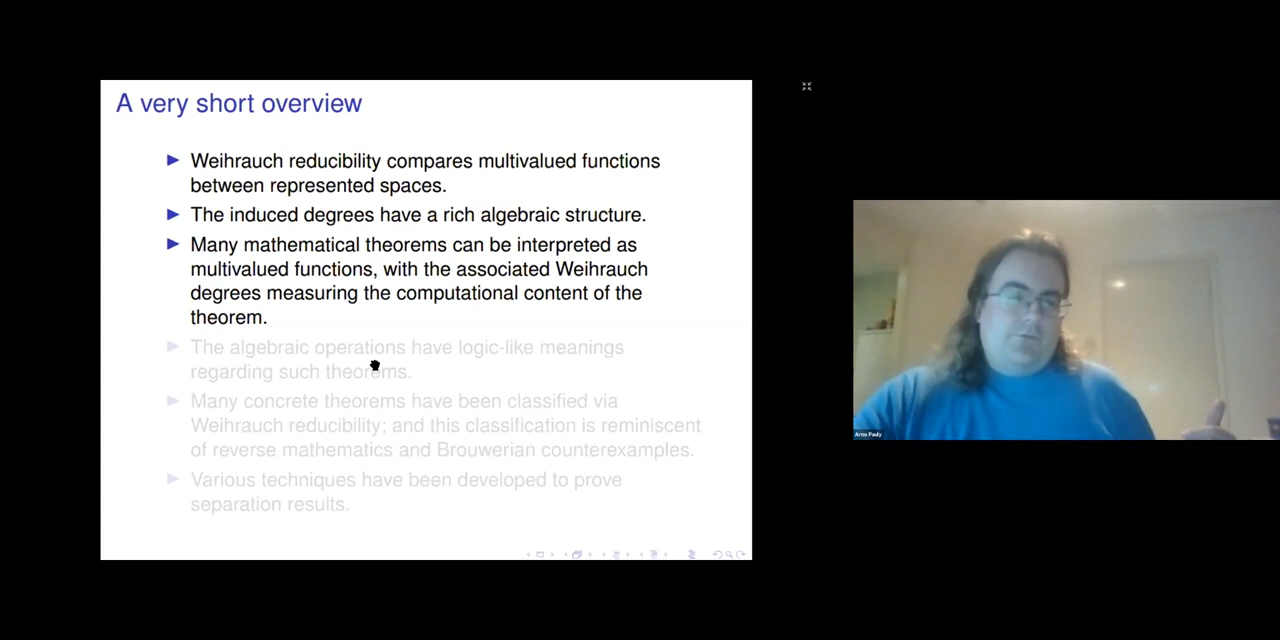 A very short overview
Weihrauch reducibility compares multivalued functions
between represented spaces.
The induced degrees have a rich algebraic structure.
Many mathematical theorems can be interpreted as
multivalued functions, with the associated Weihrauch
degrees measuring the computational content of the
theorem.
The algebraic operations have logic-like meanings
regarding such theorems.
Many concrete theorems have been classified via
Weihrauch reducibility; and this classification is reminiscent
of reverse mathematics and Brouwerian counterexamples.
Various techniques have been developed to prove
separation results.
Arno Pauly